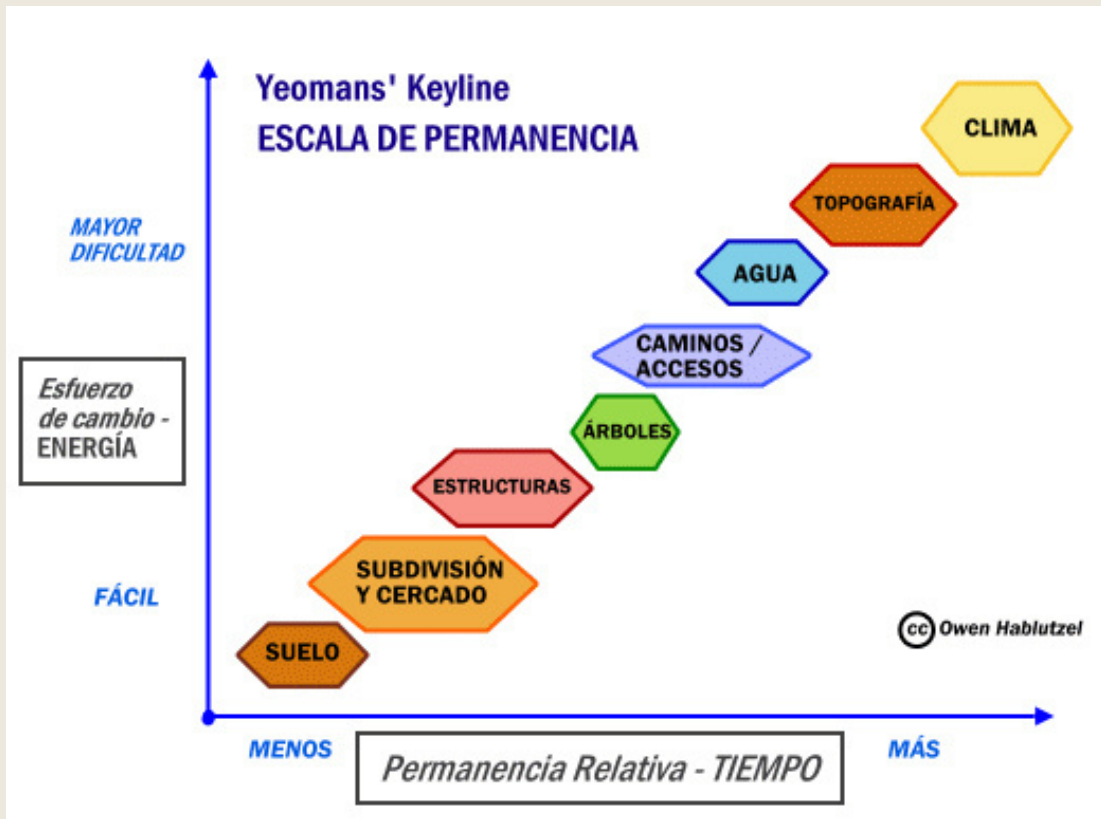 Yeomans' Keyline
ESCALA DE PERMANENCIA
CLIMA
TOPOGRAFÍA
MAYOR
DIFICULTAD
AGUA
CAMINOS /
ACCESOS
Esfuerzo
de cambio -
ENERGÍA
ÁRBOLES
ESTRUCTURAS
SUBDIVISIÓN
Y CERCADO
FÁCIL
SUELO
cc Owen Hablutzel
MENOS
MÁS
Permanencia Relativa - TIEMPO